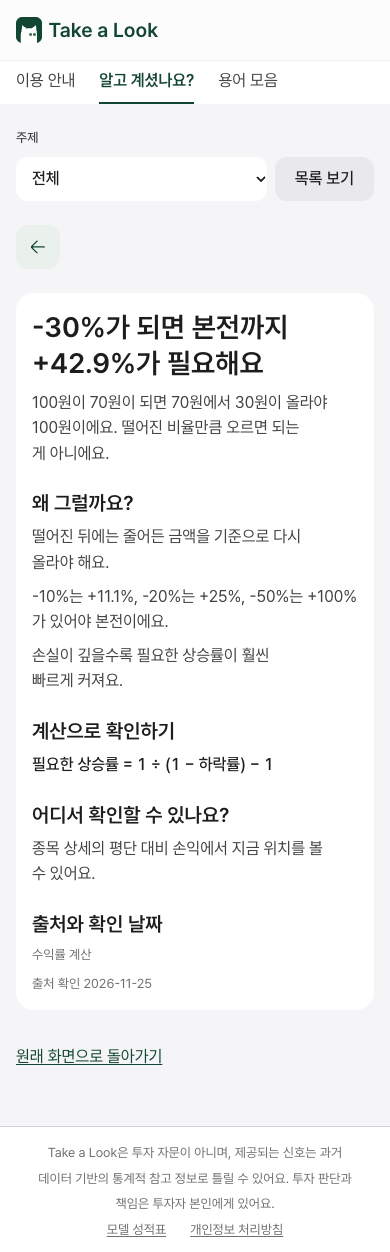 Take a Look
이용 안내 알고 계셨나요? 용어 모음
주제
전체 목록 보기
-30%가 되면 본전까지
+42.9%가 필요해요
100원이 70원이 되면 70원에서 30원이 올라야
100원이에요. 떨어진 비율만큼 오르면 되는
게 아니에요.
왜 그럴까요?
떨어진 뒤에는 줄어든 금액을 기준으로 다시
올라야 해요.
-10%는 +11.1%, -20%는 +25%, -50%는 +100%
가 있어야 본전이에요.
손실이 깊을수록 필요한 상승률이 훨씬
빠르게 커져요.
계산으로 확인하기
필요한 상승률 = 1 ÷ (1 − 하락률) − 1
어디서 확인할 수 있나요?
종목 상세의 평단 대비 손익에서 지금 위치를 볼
수 있어요.
출처와 확인 날짜
수익률 계산
출처 확인 2026-11-25
원래 화면으로 돌아가기
Take a Look은 투자 자문이 아니며, 제공되는 신호는 과거
데이터 기반의 통계적 참고 정보로 틀릴 수 있어요. 투자 판단과
책임은 투자자 본인에게 있어요.
모델 성적표 개인정보 처리방침